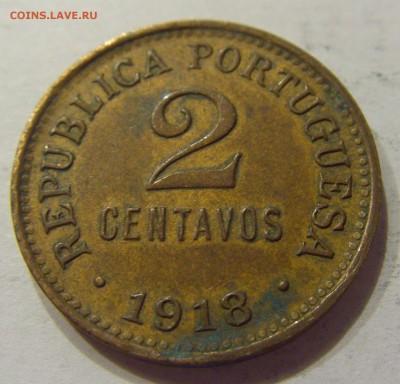 COINS.LAVE.RU
REPUBLICA PORTUGUESA
2
CENTAVOS
• 1918 •